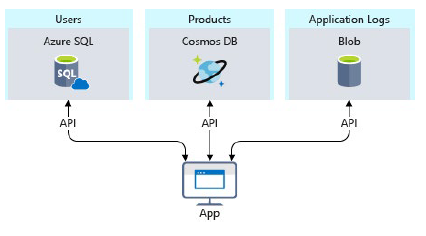 Users
Products
Application Logs
Azure SQL
Cosmos DB
Blob
SQL
API
API
API
App